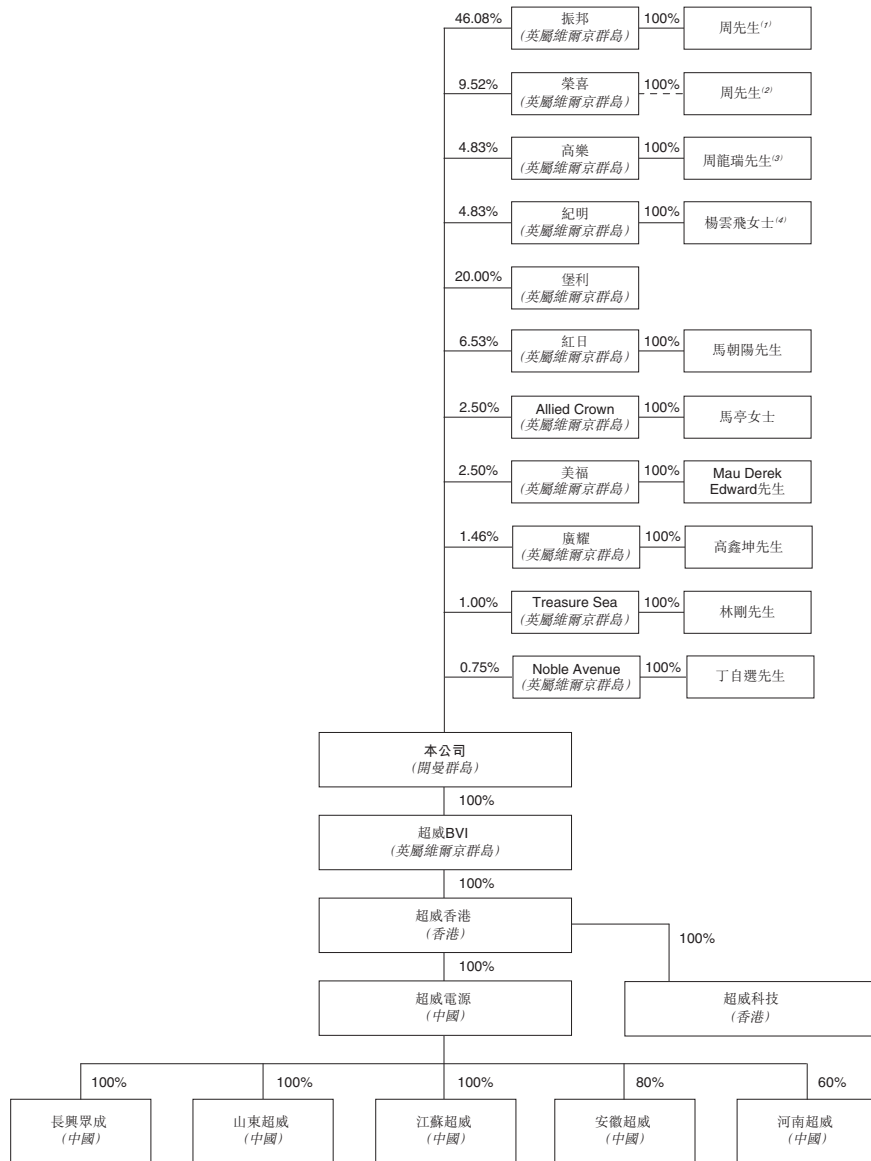 46.08% 振邦 100% 周先生(1)
(英屬維爾京群島)
9.52% 榮喜 100% 周先生(2)
(英屬維爾京群島)
4.83% 高樂 100% 周龍瑞先生(3)
(英屬維爾京群島)
4.83% 紀明 100% 楊雲飛女士(4)
(英屬維爾京群島)
20.00% 堡利
(英屬維爾京群島)
6.53% 紅日 100% 馬朝陽先生
(英屬維爾京群島)
2.50% Allied Crown 100% 馬亭女士
(英屬維爾京群島)
2.50% 美福 100% Mau Derek
(英屬維爾京群島) Edward先生
1.46% 廣耀 100% 高鑫坤先生
(英屬維爾京群島)
1.00% Treasure Sea 100% 林剛先生
(英屬維爾京群島)
0.75% Noble Avenue 100% 丁自選先生
(英屬維爾京群島)
本公司
(開曼群島)
100%
超威BVI
(英屬維爾京群島)
100%
超威香港
(香港)
100% 100%
超威電源 超威科技
(中國) (香港)
100% 100% 100% 80% 60%
長興眾成 山東超威 江蘇超威 安徽超威 河南超威
(中國) (中國) (中國) (中國) (中國)